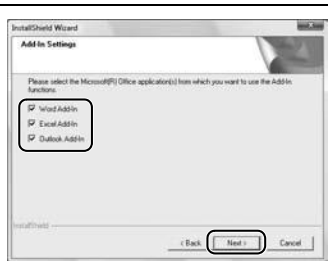 InstallShield Wizard
Add-In Settings
Please select the Microsoft(R) Office application(s) from which you want to use the Add-In
functions.
Word Add-In
Excel Add-In
Outlook Add-In
InstallShield
< Back
Next >
Cancel